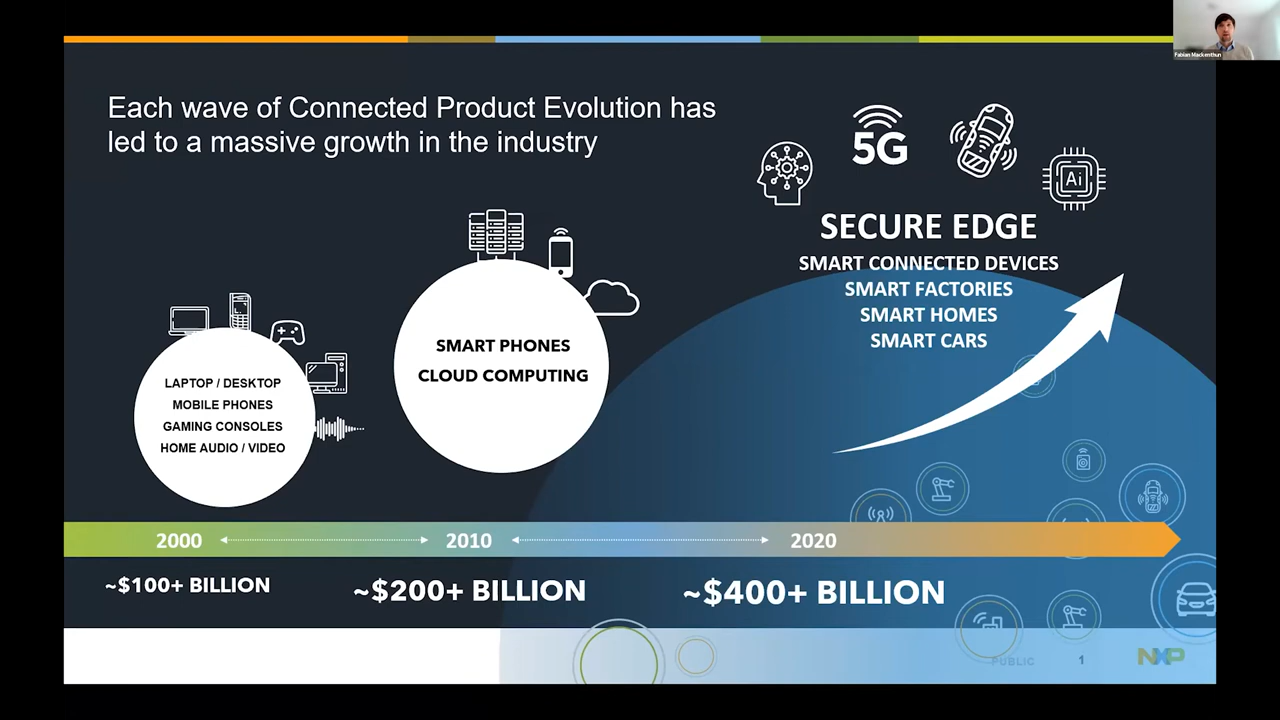 Fabian Mackenthun
Each wave of Connected Product Evolution has
led to a massive growth in the industry
5G
Ai
SECURE EDGE
SMART CONNECTED DEVICES
SMART FACTORIES
SMART HOMES
SMART CARS
SMART PHONES
CLOUD COMPUTING
LAPTOP / DESKTOP
MOBILE PHONES
GAMING CONSOLES
HOME AUDIO / VIDEO
2000
2010
2020
~$100+ BILLION
~$200+ BILLION
~$400+ BILLION
PUBLIC
1
NXP